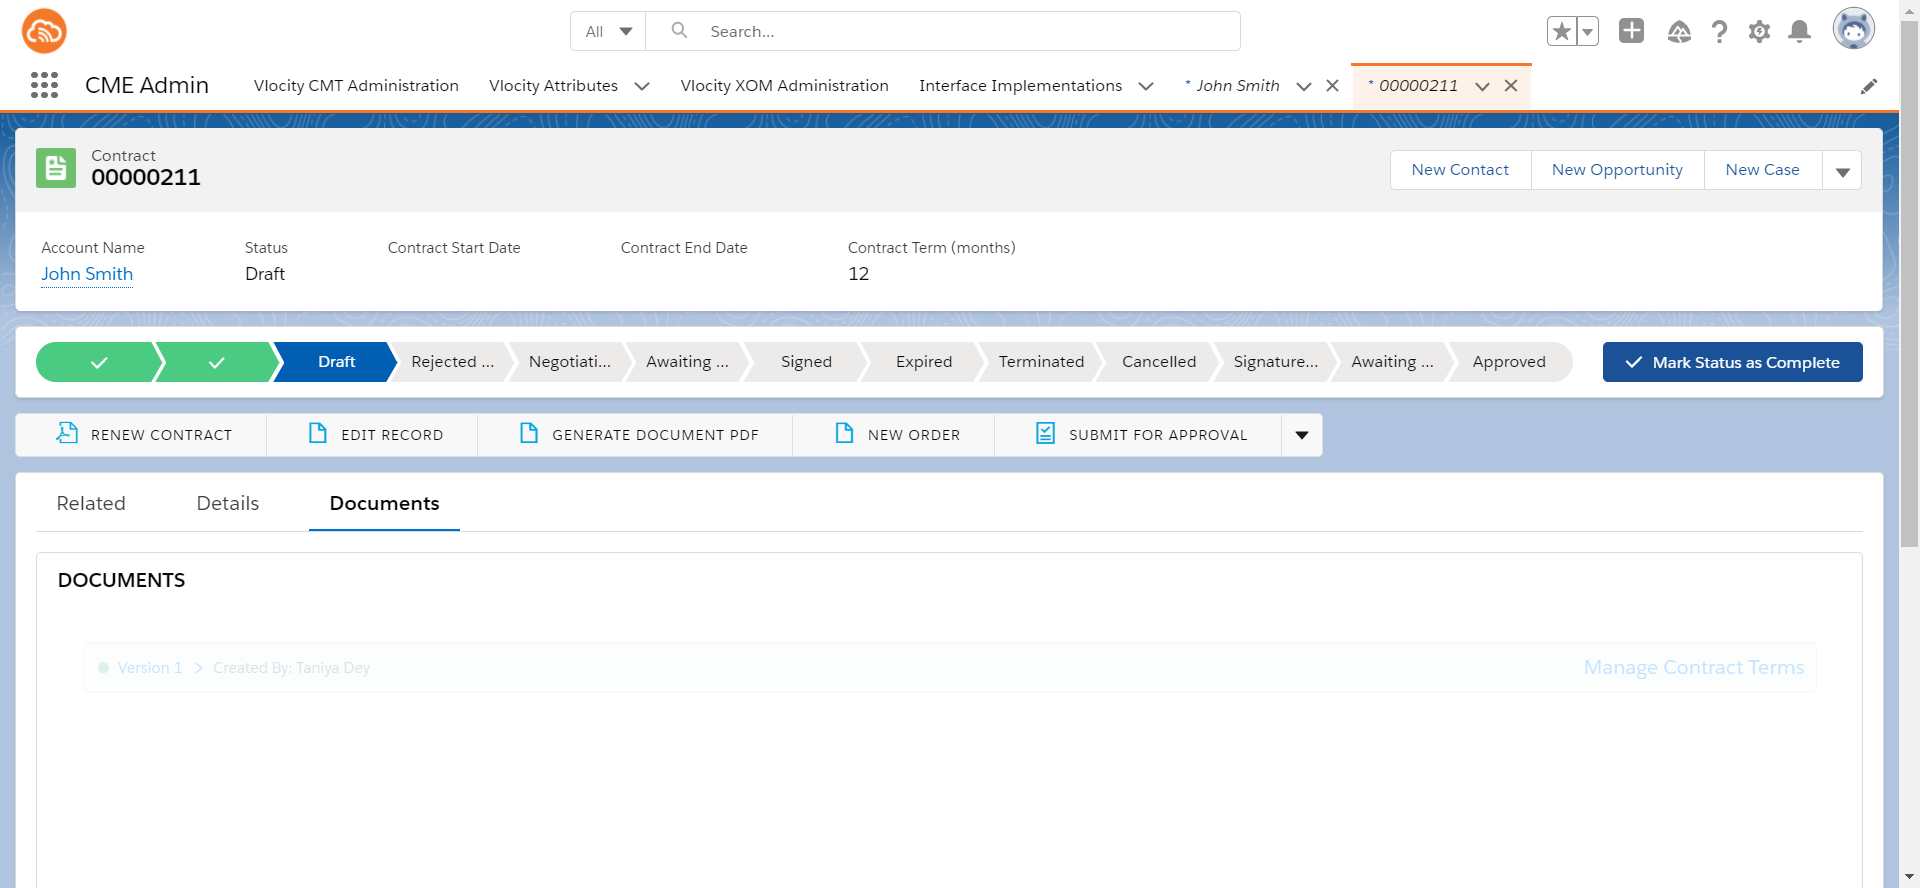 All
Search...
CME Admin
Vlocity CMT Administration
Vlocity Attributes
Vlocity XOM Administration
Interface Implementations
* John Smith
* 00000211
Contract
00000211
New Contact
New Opportunity
New Case
Account Name
Status
Contract Start Date
Contract End Date
Contract Term (months)
John Smith
Draft
12
Draft
Rejected ...
Negotiati...
Awaiting ...
Signed
Expired
Terminated
Cancelled
Signature...
Awaiting ...
Approved
Mark Status as Complete
RENEW CONTRACT
EDIT RECORD
GENERATE DOCUMENT PDF
NEW ORDER
SUBMIT FOR APPROVAL
Related
Details
Documents
DOCUMENTS
Version 1 > Created By: Taniya Dey
Manage Contract Terms